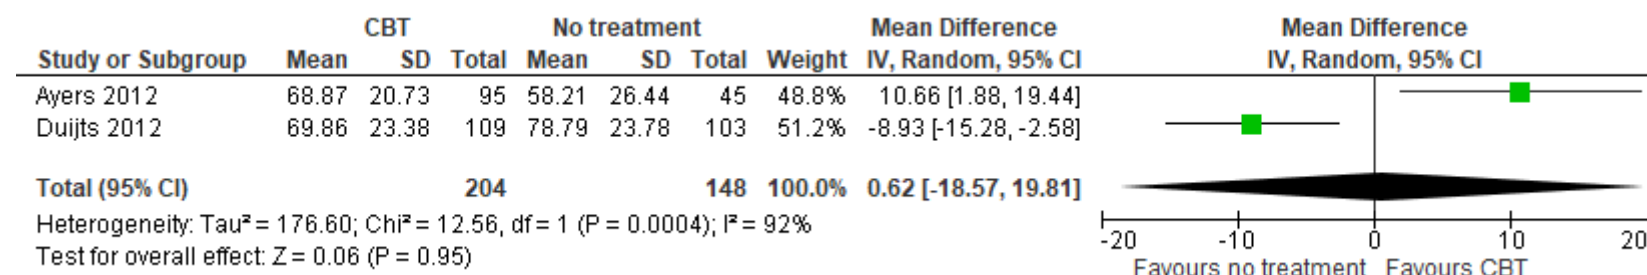 CBT No treatment Mean Difference Mean Difference
Study or Subgroup Mean SD Total Mean SD Total Weight IV, Random, 95% CI IV, Random, 95% CI
Ayers 2012 68.87 20.73 95 58.21 26.44 45 48.8% 10.66 [1.88, 19.44]
Duijts 2012 69.86 23.38 109 78.79 23.78 103 51.2% -8.93 [-15.28, -2.58]
Total (95% CI) 204 148 100.0% 0.62 [-18.57, 19.81]
Heterogeneity: Tau² = 176.60; Chi² = 12.56, df = 1 (P = 0.0004); I² = 92%
Test for overall effect: Z = 0.06 (P = 0.95)
-20 -10 0 10 20
Favours no treatment Favours CBT